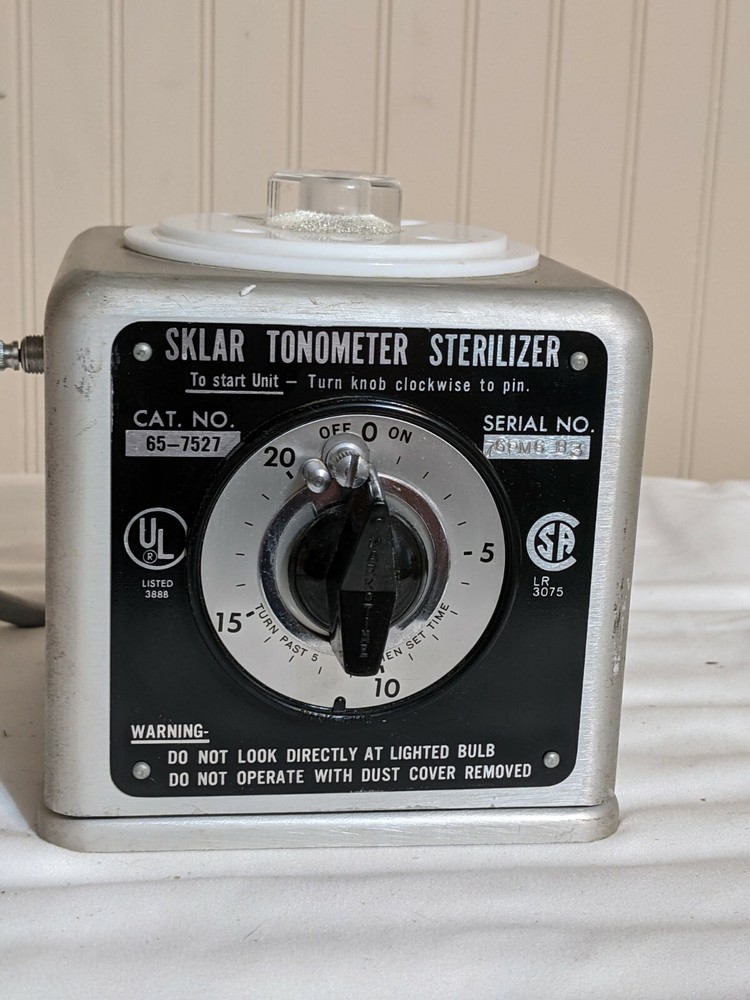 SKLAR TONOMETER STERILIZER
To start Unit — Turn knob clockwise to pin.
CAT. NO.
65-7527
SERIAL NO.
OFF 0 ON
20
5
15
10
TURN PAST 5
SET TIME
UL
®
LISTED
388B
CSA
LR
3075
WARNING-
DO NOT LOOK DIRECTLY AT LIGHTED BULB
DO NOT OPERATE WITH DUST COVER REMOVED